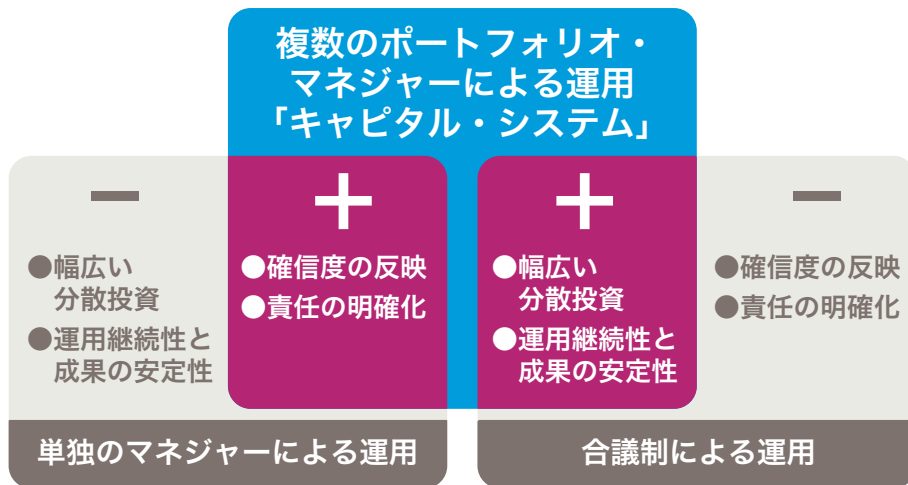 複数のポートフォリオ・
マネジャーによる運用
「キャピタル・システム」
−
●幅広い
分散投資
●運用継続性と
成果の安定性
+
●確信度の反映
●責任の明確化
単独のマネジャーによる運用
+
●幅広い
分散投資
●運用継続性と
成果の安定性
−
●確信度の反映
●責任の明確化
合議制による運用